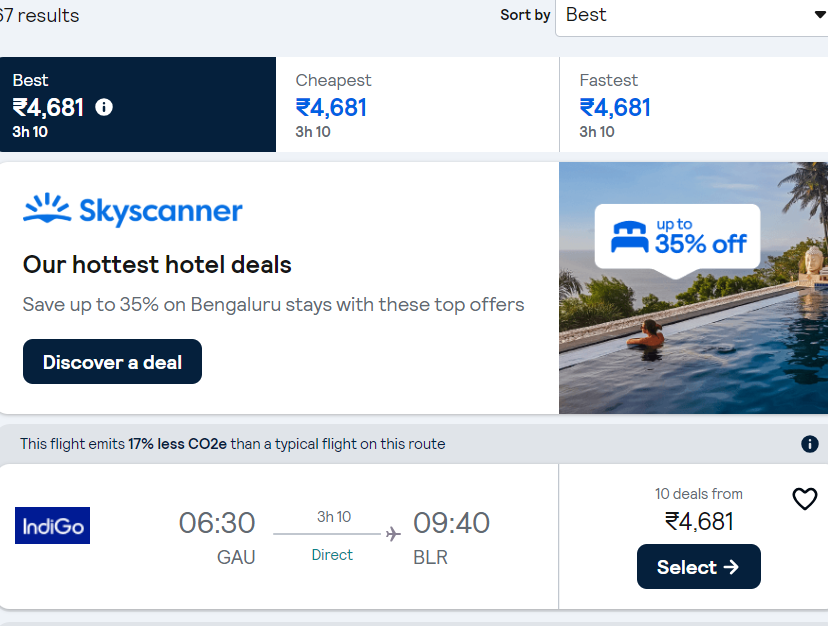 67 results
Sort by Best
Best
₹4,681
3h 10
Cheapest
₹4,681
3h 10
Fastest
₹4,681
3h 10
Skyscanner
Our hottest hotel deals
Save up to 35% on Bengaluru stays with these top offers
Discover a deal
up to
35% off
This flight emits 17% less CO2e than a typical flight on this route
IndiGo
06:30
GAU
3h 10
Direct
09:40
BLR
10 deals from
₹4,681
Select →